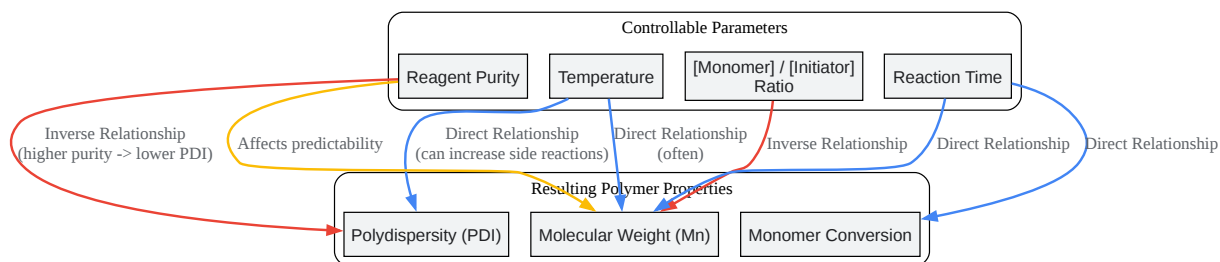 Controllable Parameters
Reagent Purity
Temperature
[Monomer] / [Initiator]
Ratio
Reaction Time
Inverse Relationship
(higher purity -> lower PDI)
Affects predictability
Direct Relationship
(can increase side reactions)
Direct Relationship
(often)
Inverse Relationship
Direct Relationship
Direct Relationship
Resulting Polymer Properties
Polydispersity (PDI)
Molecular Weight (Mn)
Monomer Conversion